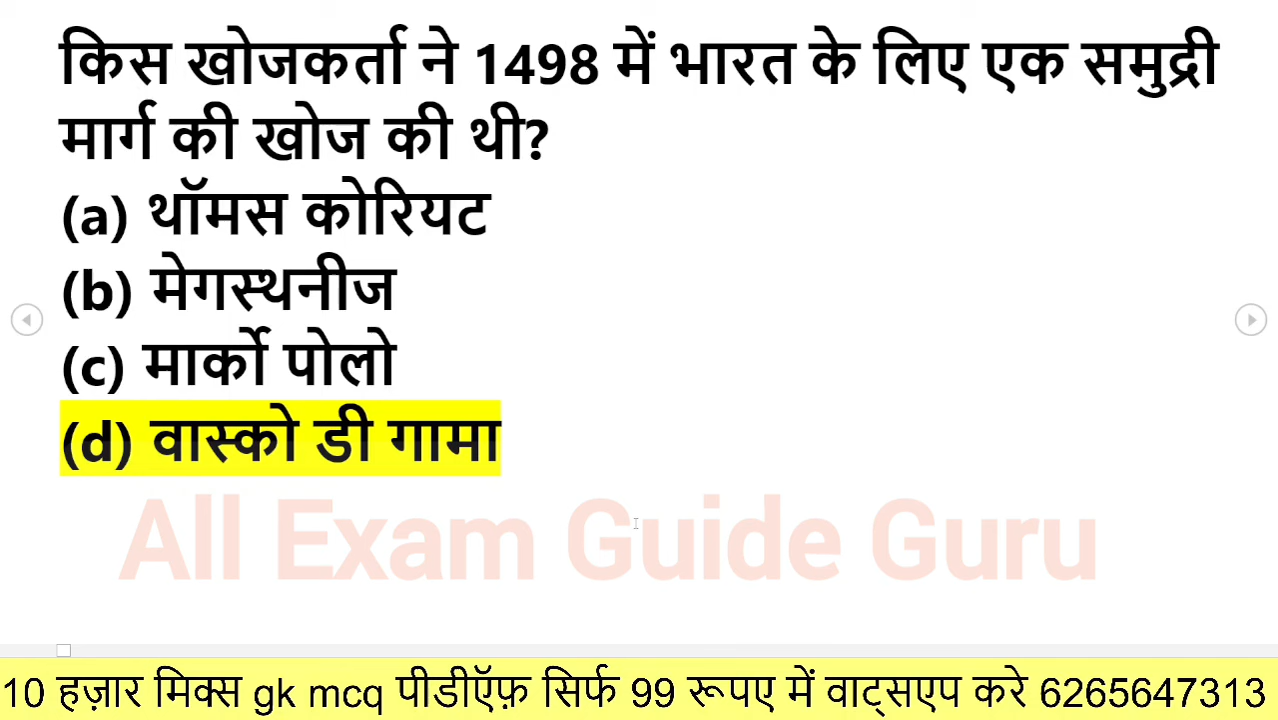 किस खोजकर्ता ने 1498 में भारत के लिए एक समुद्री
मार्ग की खोज की थी?
(a) थॉमस कोरियट
(b) मेगस्थनीज
(c) मार्को पोलो
(d) वास्को डी गामा
All Exam Guide Guru
10 हज़ार मिक्स gk mcq पीडीऍफ़ सिर्फ 99 रूपए में वाट्सएप करे 6265647313